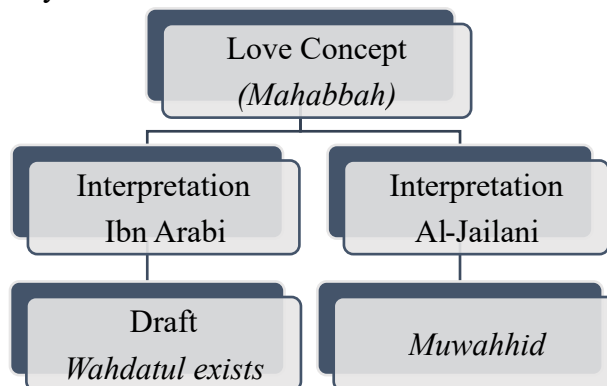 Love Concept
(Mahabbah)
Interpretation
Ibn Arabi
Interpretation
Al-Jailani
Draft
Wahdatul exists
Muwahhid